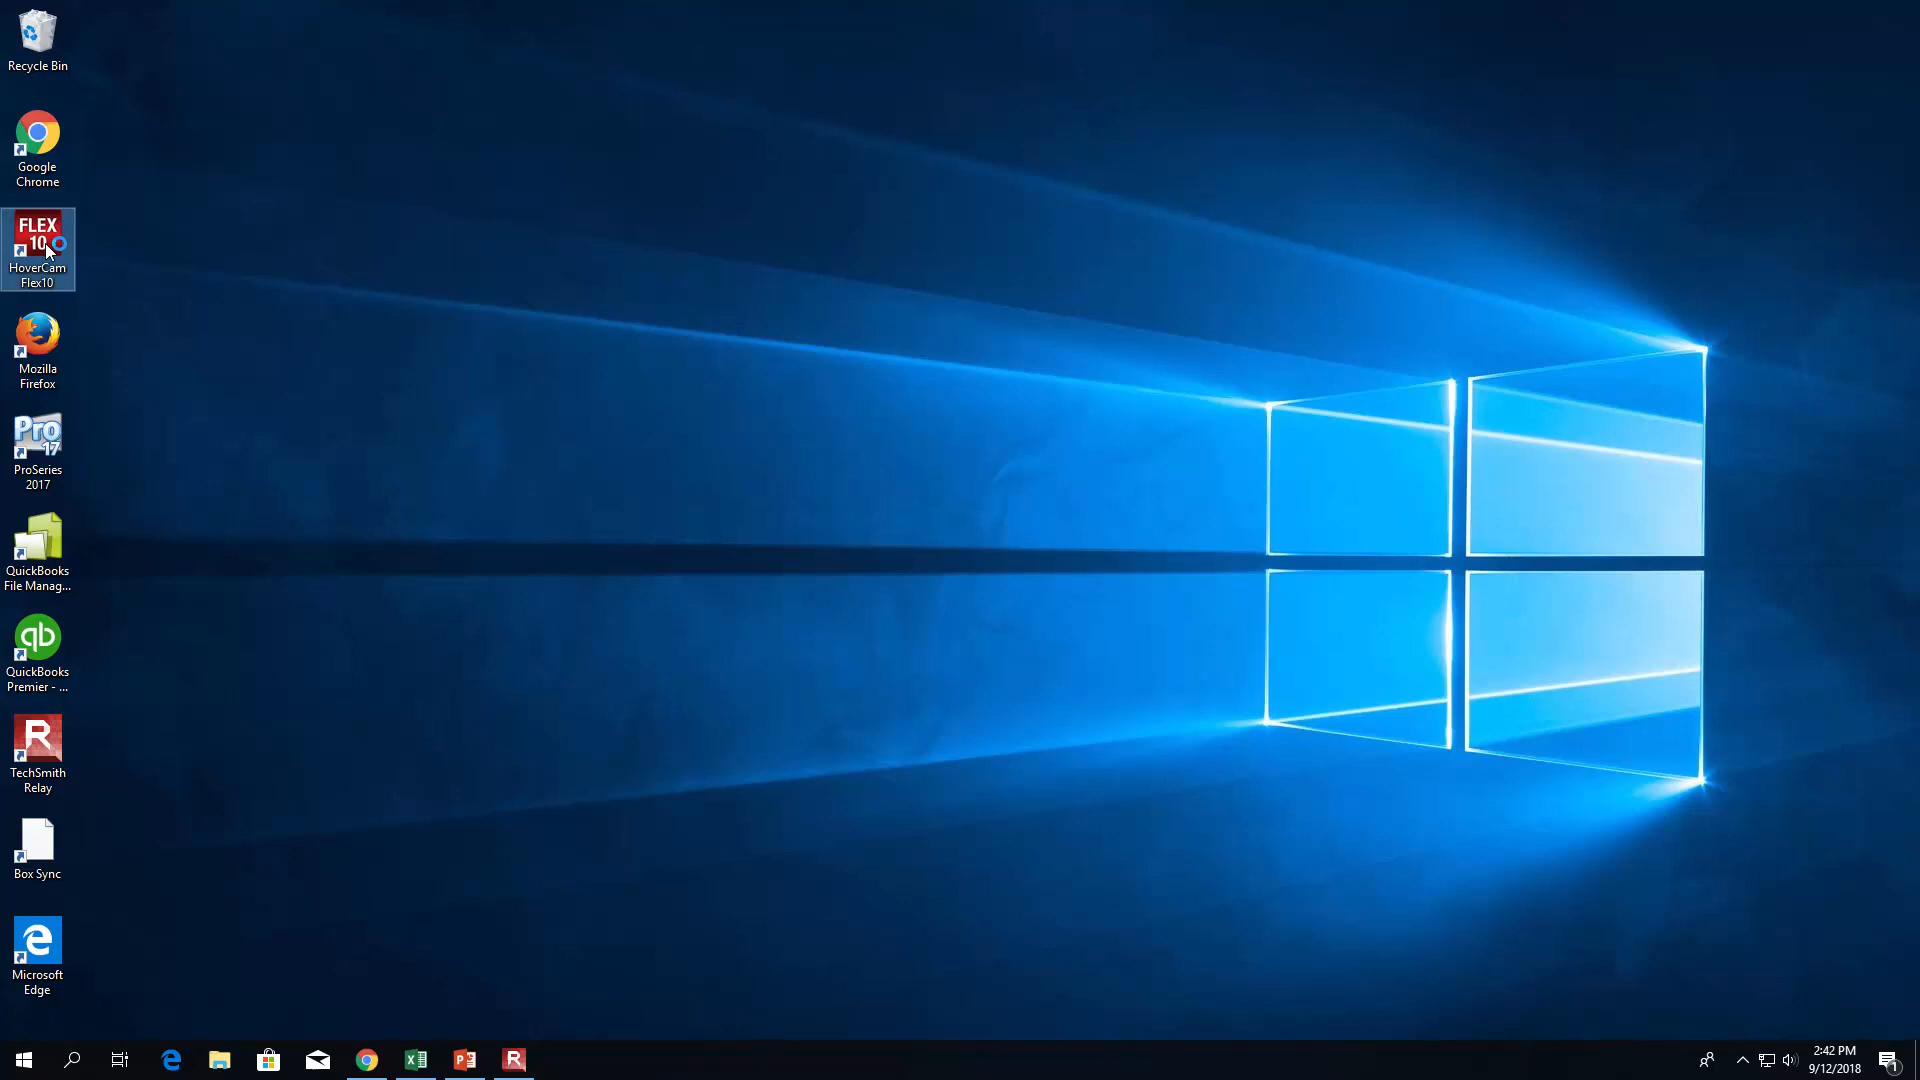 Recycle Bin
Google
Chrome
FLEX
10
HoverCam
Flex10
Mozilla
Firefox
Pro
17
ProSeries
2017
QuickBooks
File Manag...
qb
QuickBooks
Premier - ...
R
TechSmith
Relay
Box Sync
Microsoft
Edge
2:42 PM
9/12/2018
1